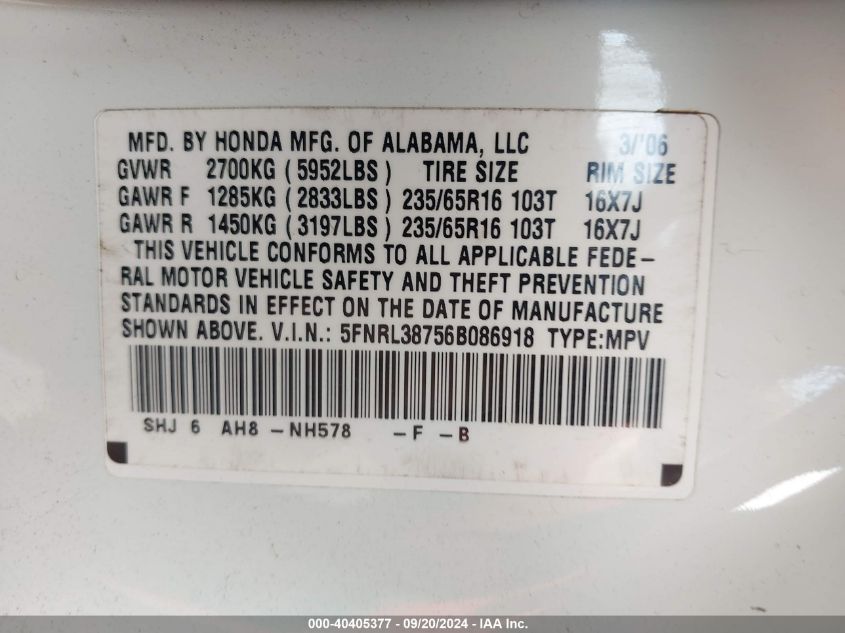 MFD. BY HONDA MFG. OF ALABAMA, LLC 3/'06
GVWR 2700KG ( 5952LBS ) TIRE SIZE RIM SIZE
GAWR F 1285KG ( 2833LBS ) 235/65R16 103T 16X7J
GAWR R 1450KG ( 3197LBS ) 235/65R16 103T 16X7J
THIS VEHICLE CONFORMS TO ALL APPLICABLE FEDE-
RAL MOTOR VEHICLE SAFETY AND THEFT PREVENTION
STANDARDS IN EFFECT ON THE DATE OF MANUFACTURE
SHOWN ABOVE. V.I.N.: 5FNRL38756B086918 TYPE:MPV
SHJ 6 AH8 -NH578 -F -B
000-40405377 - 09/20/2024 - IAA Inc.